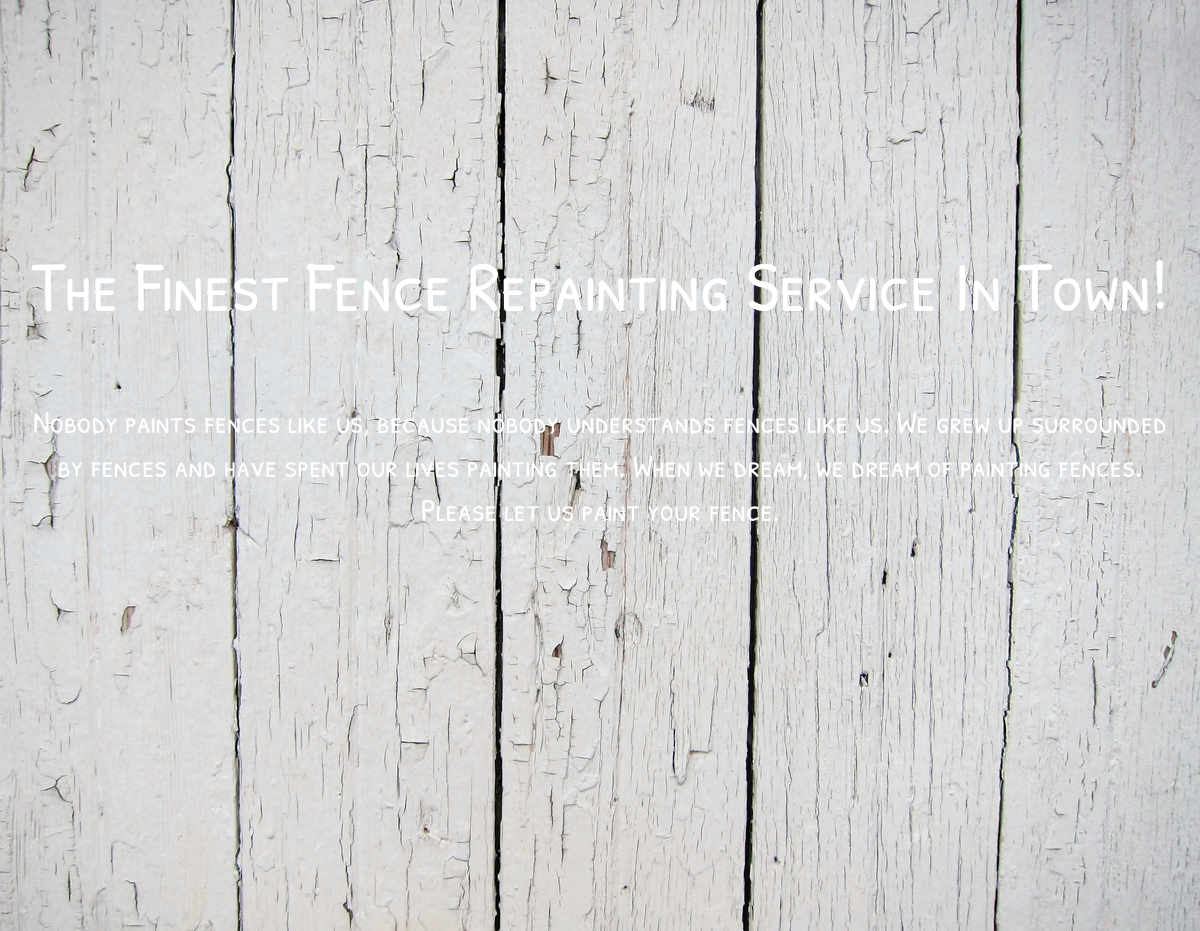 The Finest Fence Repainting Service In Town!
Nobody paints fences like us, because nobody understands fences like us. We grew up surrounded
by fences and have spent our lives painting them. When we dream, we dream of painting fences.
Please let us paint your fence.